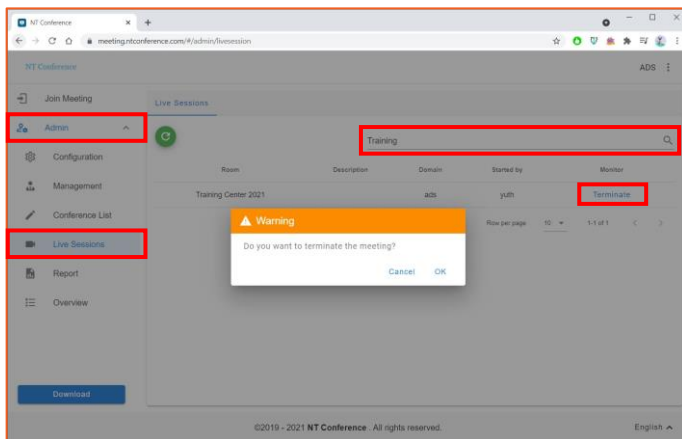 NT Conference
meeting.ntconference.com/#/admin/livesession
NT Conference
ADS
Join Meeting
Live Sessions
Admin
Training
Configuration
Room Description Domain Started by Monitor
Management
Training Center 2021 ads yuth Terminate
Conference List
Warning
Row per page 10 1-1 of 1
Live Sessions
Do you want to terminate the meeting?
Report
Cancel OK
Overview
Download
©2019 - 2021 NT Conference . All rights reserved.
English